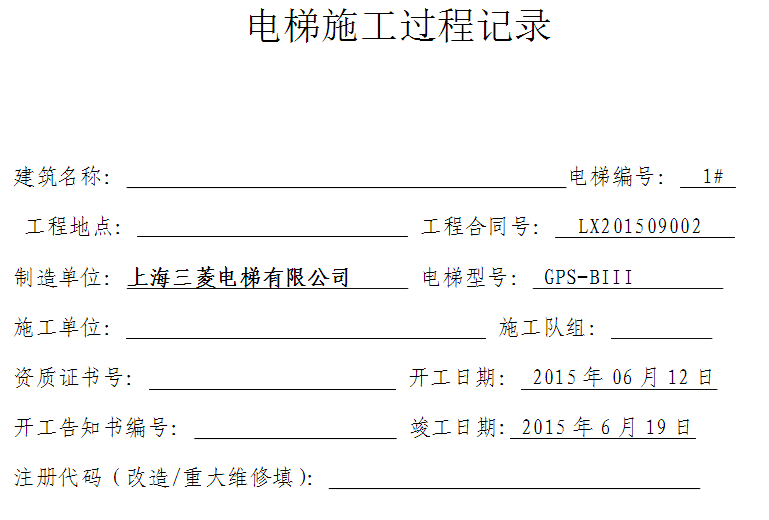 电梯施工过程记录
建筑名称： 电梯编号： 1#
工程地点： 工程合同号： LX201509002
制造单位：上海三菱电梯有限公司 电梯型号： GPS-BIII
施工单位： 施工队组：
资质证书号： 开工日期： 2015 年 06 月 12 日
开工告知书编号： 竣工日期：2015 年 6 月 19 日
注册代码（改造/重大维修填）：